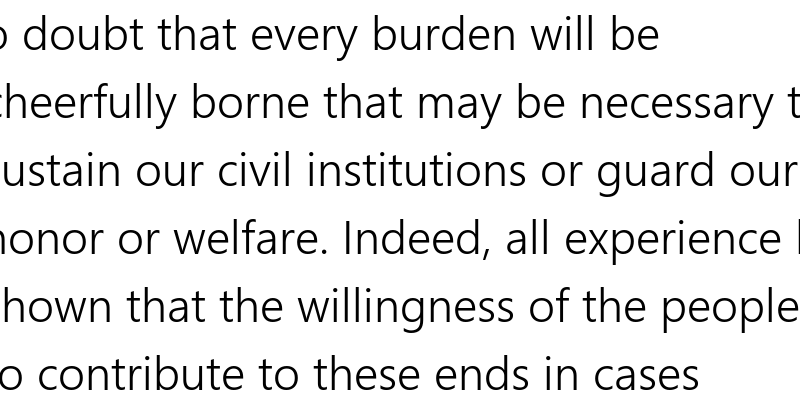 doubt that every burden will be
cheerfully borne that may be necessary
ustain our civil institutions or guard our
honor or welfare. Indeed, all experience
hown that the willingness of the people
o contribute to these ends in cases